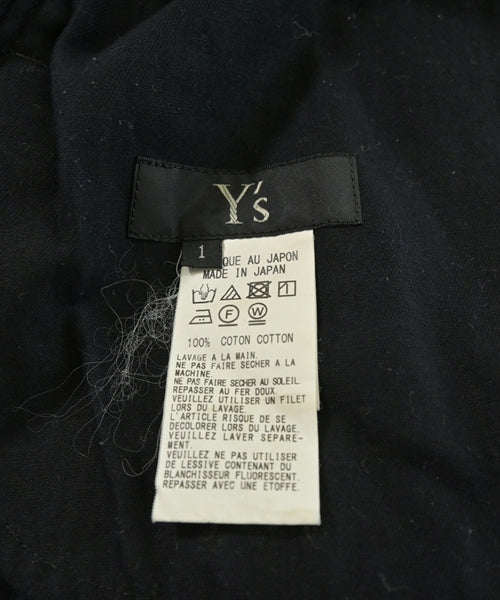 Y's
1
QUE AU JAPON
MADE IN JAPAN
F W
100% COTON COTTON
LAVAGE A LA MAIN.
NE PAS FAIRE SECHER A LA
MACHINE.
NE PAS FAIRE SECHER AU SOLEIL.
REPASSER AU FER DOUX.
VEUILLEZ UTILISER UN FILET
LORS DU LAVAGE.
L'ARTICLE RISQUE DE SE
DECOLORER LORS DU LAVAGE.
VEUILLEZ LAVER SEPARE-
MENT.
VEUILLEZ NE PAS UTILISER
DE LESSIVE CONTENANT DU
BLANCHISSEUR FLUORESCENT.
REPASSER AVEC UNE ETOFFE.